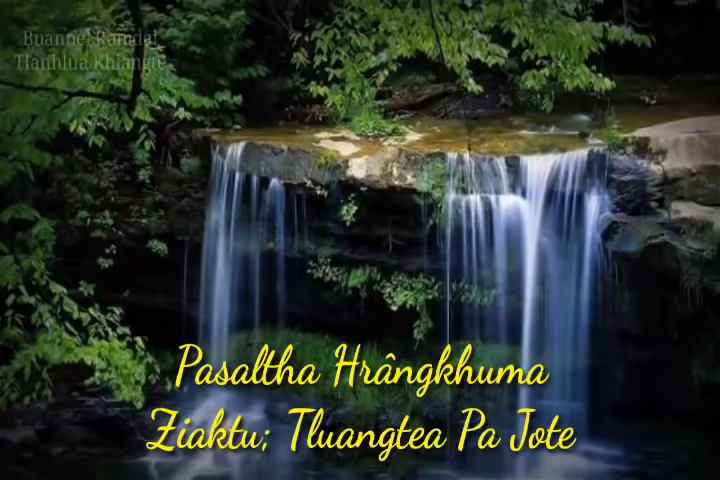 Buannel Ramdai
Tlanhlua Khiangte
Pasaltha Hrângkhuma
Ziaktu; Tluangtea Pa Jote